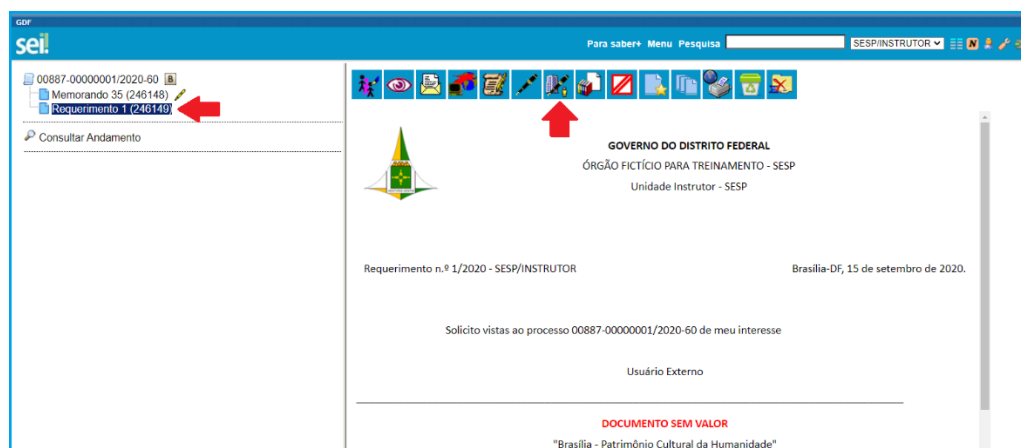 GDF
sei!
Para saber+ Menu Pesquisa
SESP/INSTRUTOR
N
00887-00000001/2020-60 B
Memorando 35 (246148)
Requerimento 1 (246149)
Consultar Andamento
GOVERNO DO DISTRITO FEDERAL
ÓRGÃO FICTÍCIO PARA TREINAMENTO - SESP
Unidade Instrutor - SESP
Requerimento n.º 1/2020 - SESP/INSTRUTOR
Brasília-DF, 15 de setembro de 2020.
Solicito vistas ao processo 00887-00000001/2020-60 de meu interesse
Usuário Externo
DOCUMENTO SEM VALOR
"Brasília - Patrimônio Cultural da Humanidade"